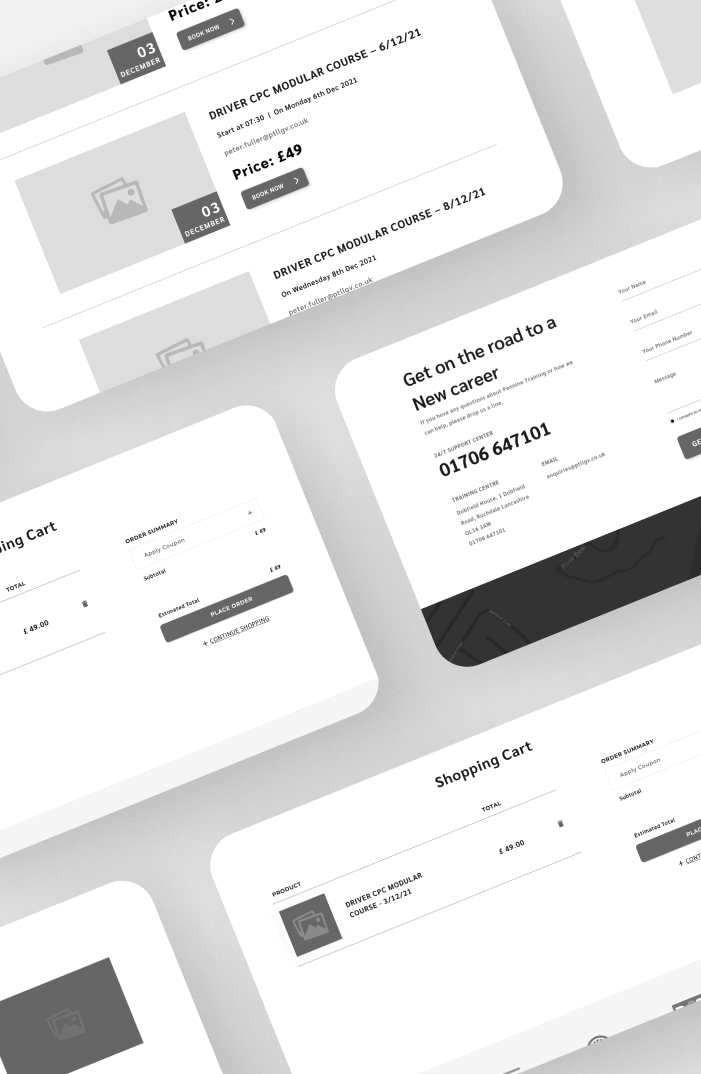 Price:
BOOK NOW
03
DECEMBER
DRIVER CPC MODULAR COURSE – 6/12/21
Start at 07:30 | On Monday 6th Dec 2021
peter.fuller@ptllgv.co.uk
Price: £49
BOOK NOW
03
DECEMBER
DRIVER CPC MODULAR COURSE – 8/12/21
On Wednesday 8th Dec 2021
peter.fuller@ptllgv.co.uk
Get on the road to a
New career
If you have any questions about Pennine Training or how we
can help, please drop us a line.
24/7 SUPPORT CENTER
01706 647101
TRAINING CENTRE
Dobfield House, 1 Dobfield
Road, Rochdale Lancashire
OL16 3AW
01706 647101
EMAIL
enquiries@ptllgv.co.uk
Your Name
Your Email
Your Phone Number
Message
I consent to
GE
ing Cart
TOTAL
£ 49.00
ORDER SUMMARY
Apply Coupon +
Subtotal £ 49
Estimated Total £ 49
PLACE ORDER
+ CONTINUE SHOPPING
Shopping Cart
PRODUCT TOTAL
DRIVER CPC MODULAR
COURSE - 3/12/21
£ 49.00
ORDER SUMMARY
Apply Coupon
Subtotal
Estimated Total
PLAC
+ CONT